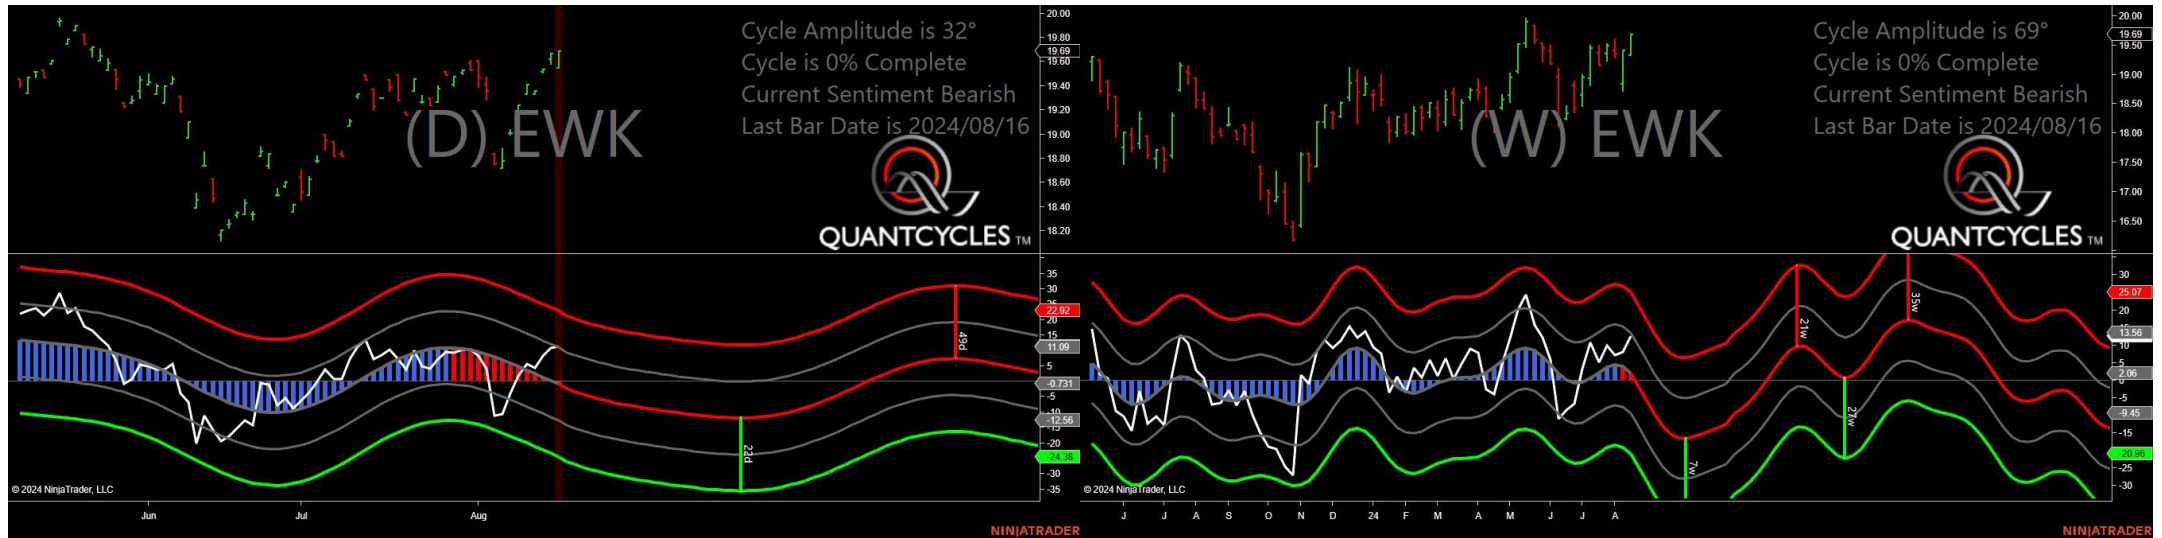 Cycle Amplitude is 32°
Cycle is 0% Complete
Current Sentiment Bearish
Last Bar Date is 2024/08/16
(D) EWK
QUANTCYCLES TM
20.00
19.80
19.69
19.60
19.40
19.20
19.00
18.80
18.60
18.40
18.20
35
30
22.92
20
15
11.09
5
-0.731
-5
-10
-12.56
-15
-20
-24.38
-30
-35
49d
22d
© 2024 NinjaTrader, LLC
Jun
Jul
Aug
NINJATRADER
Cycle Amplitude is 69°
Cycle is 0% Complete
Current Sentiment Bearish
Last Bar Date is 2024/08/16
(W) EWK
QUANTCYCLES TM
20.00
19.69
19.50
19.00
18.50
18.00
17.50
17.00
16.50
30
25.07
20
13.56
10
2.06
-5
-9.45
-15
-20.96
-25
-30
21w
35w
27w
7w
© 2024 NinjaTrader, LLC
J
J
A
S
O
N
D
24
F
M
A
M
J
J
A
NINJATRADER